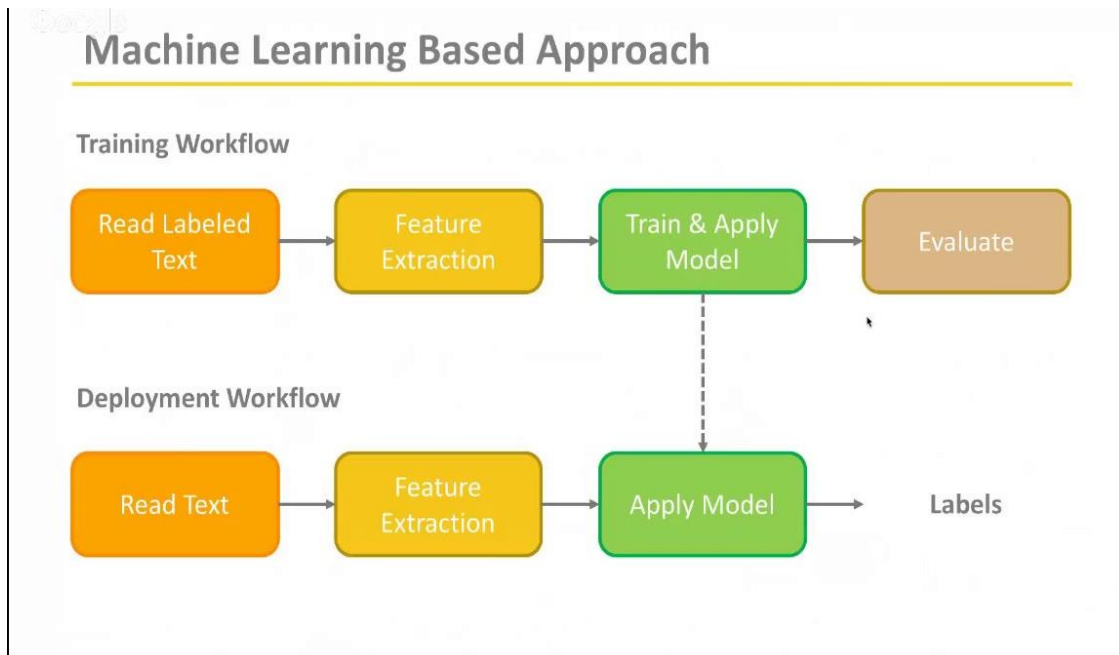 Machine Learning Based Approach
Training Workflow
Read Labeled
Text
Feature
Extraction
Train & Apply
Model
Evaluate
Deployment Workflow
Read Text
Feature
Extraction
Apply Model
Labels